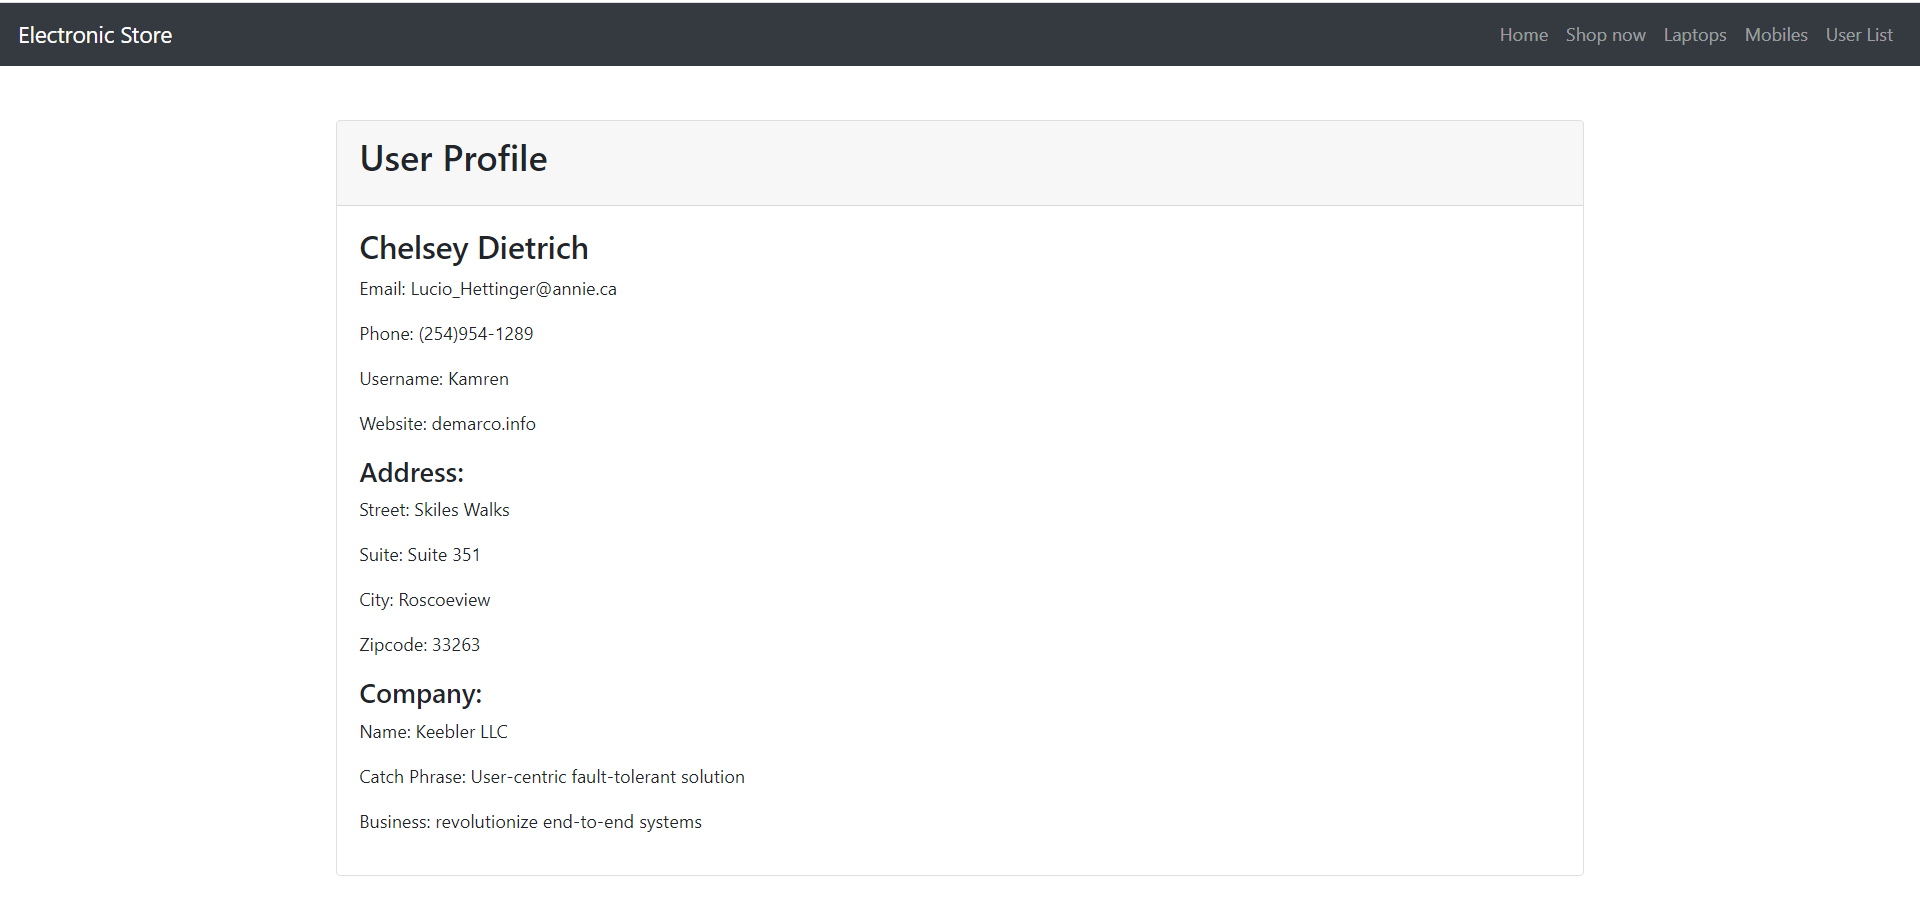 Electronic Store
Home Shop now Laptops Mobiles User List
User Profile
Chelsey Dietrich
Email: Lucio_Hettinger@annie.ca
Phone: (254)954-1289
Username: Kamren
Website: demarco.info
Address:
Street: Skiles Walks
Suite: Suite 351
City: Roscoeview
Zipcode: 33263
Company:
Name: Keebler LLC
Catch Phrase: User-centric fault-tolerant solution
Business: revolutionize end-to-end systems